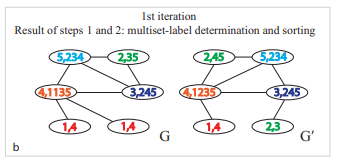 1st iteration
Result of steps 1 and 2: multiset-label determination and sorting
5,234 2,35 2,45 5,234
4,1135 3,245 4,1235 3,245
1,4 1,4 G 1,4 2,3 G′
b